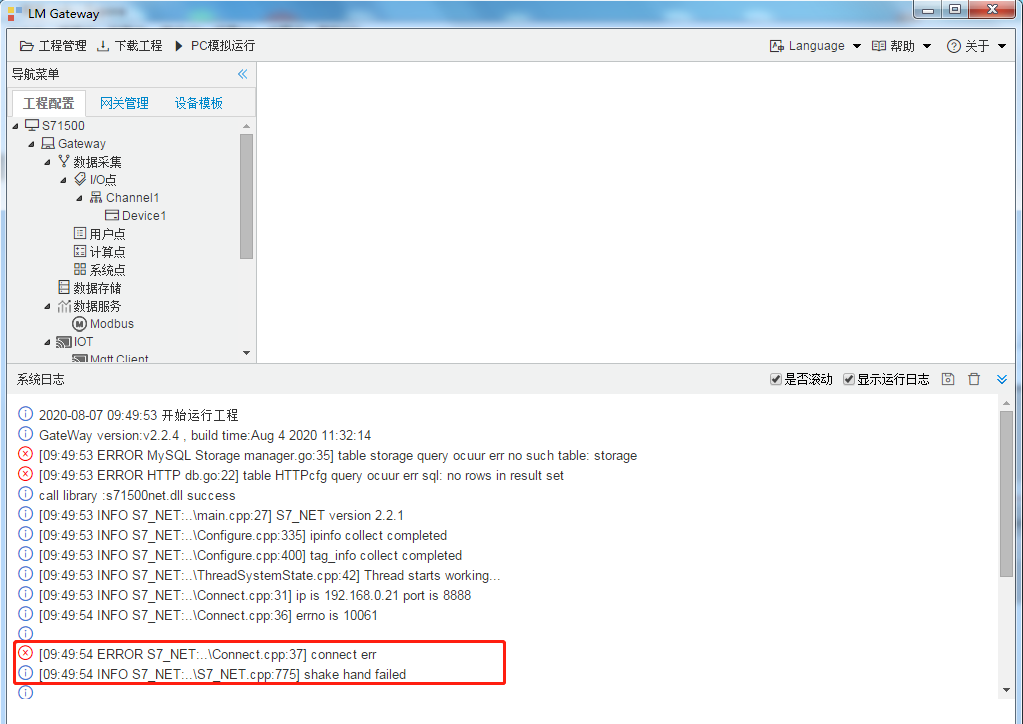 LM Gateway
工程管理 下载工程 PC模拟运行 Language 帮助 关于
导航菜单
工程配置 网关管理 设备模板
S71500
Gateway
数据采集
I/O点
Channel1
Device1
用户点
计算点
系统点
数据存储
数据服务
Modbus
IOT
Mqtt Client
系统日志 是否滚动 显示运行日志
2020-08-07 09:49:53 开始运行工程
GateWay version:v2.2.4 , build time:Aug 4 2020 11:32:14
[09:49:53 ERROR MySQL Storage manager.go:35] table storage query ocuur err no such table: storage
[09:49:53 ERROR HTTP db.go:22] table HTTPcfg query ocuur err sql: no rows in result set
call library :s71500net.dll success
[09:49:53 INFO S7_NET:..\main.cpp:27] S7_NET version 2.2.1
[09:49:53 INFO S7_NET:..\Configure.cpp:335] ipinfo collect completed
[09:49:53 INFO S7_NET:..\Configure.cpp:400] tag_info collect completed
[09:49:53 INFO S7_NET:..\ThreadSystemState.cpp:42] Thread starts working...
[09:49:53 INFO S7_NET:..\Connect.cpp:31] ip is 192.168.0.21 port is 8888
[09:49:54 INFO S7_NET:..\Connect.cpp:36] errno is 10061
[09:49:54 ERROR S7_NET:..\Connect.cpp:37] connect err
[09:49:54 INFO S7_NET:..\S7_NET.cpp:775] shake hand failed